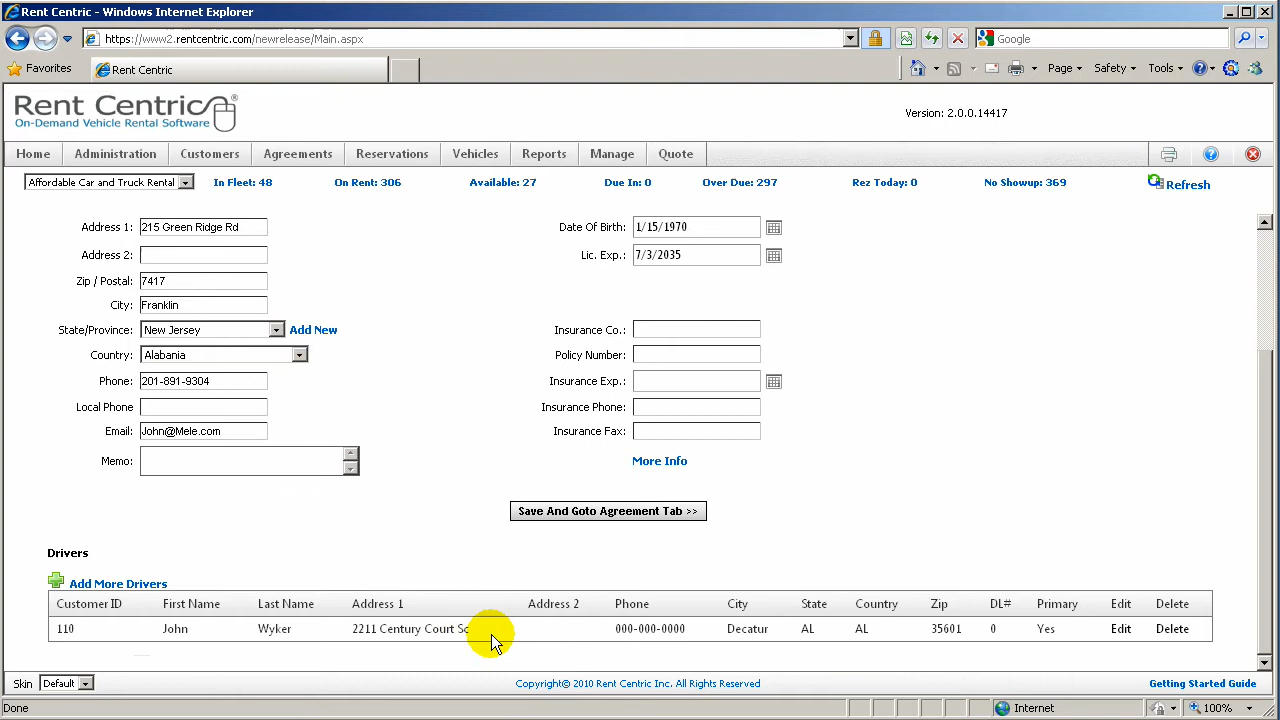 Rent Centric - Windows Internet Explorer
https://www2.rentcentric.com/newrelease/Main.aspx
Google
Favorites
Rent Centric
Page
Safety
Tools
Rent Centric
On-Demand Vehicle Rental Software
Version: 2.0.0.14417
Home Administration Customers Agreements Reservations Vehicles Reports Manage Quote
Affordable Car and Truck Rental In Fleet: 48 On Rent: 306 Available: 27 Due In: 0 Over Due: 297 Rez Today: 0 No Showup: 369 Refresh
Address 1: 215 Green Ridge Rd Date Of Birth: 1/15/1970
Address 2: Lic. Exp.: 7/3/2035
Zip / Postal: 7417
City: Franklin
State/Province: New Jersey Add New Insurance Co.:
Country: Alabania Policy Number:
Phone: 201-891-9304 Insurance Exp.:
Local Phone Insurance Phone:
Email: John@Mele.com Insurance Fax:
Memo: More Info
Save And Goto Agreement Tab >>
Drivers
Add More Drivers
Customer ID First Name Last Name Address 1 Address 2 Phone City State Country Zip DL# Primary Edit Delete
110 John Wyker 2211 Century Court Sc 000-000-0000 Decatur AL AL 35601 0 Yes Edit Delete
Skin Default Copyright© 2010 Rent Centric Inc. All Rights Reserved Getting Started Guide
Done Internet 100%